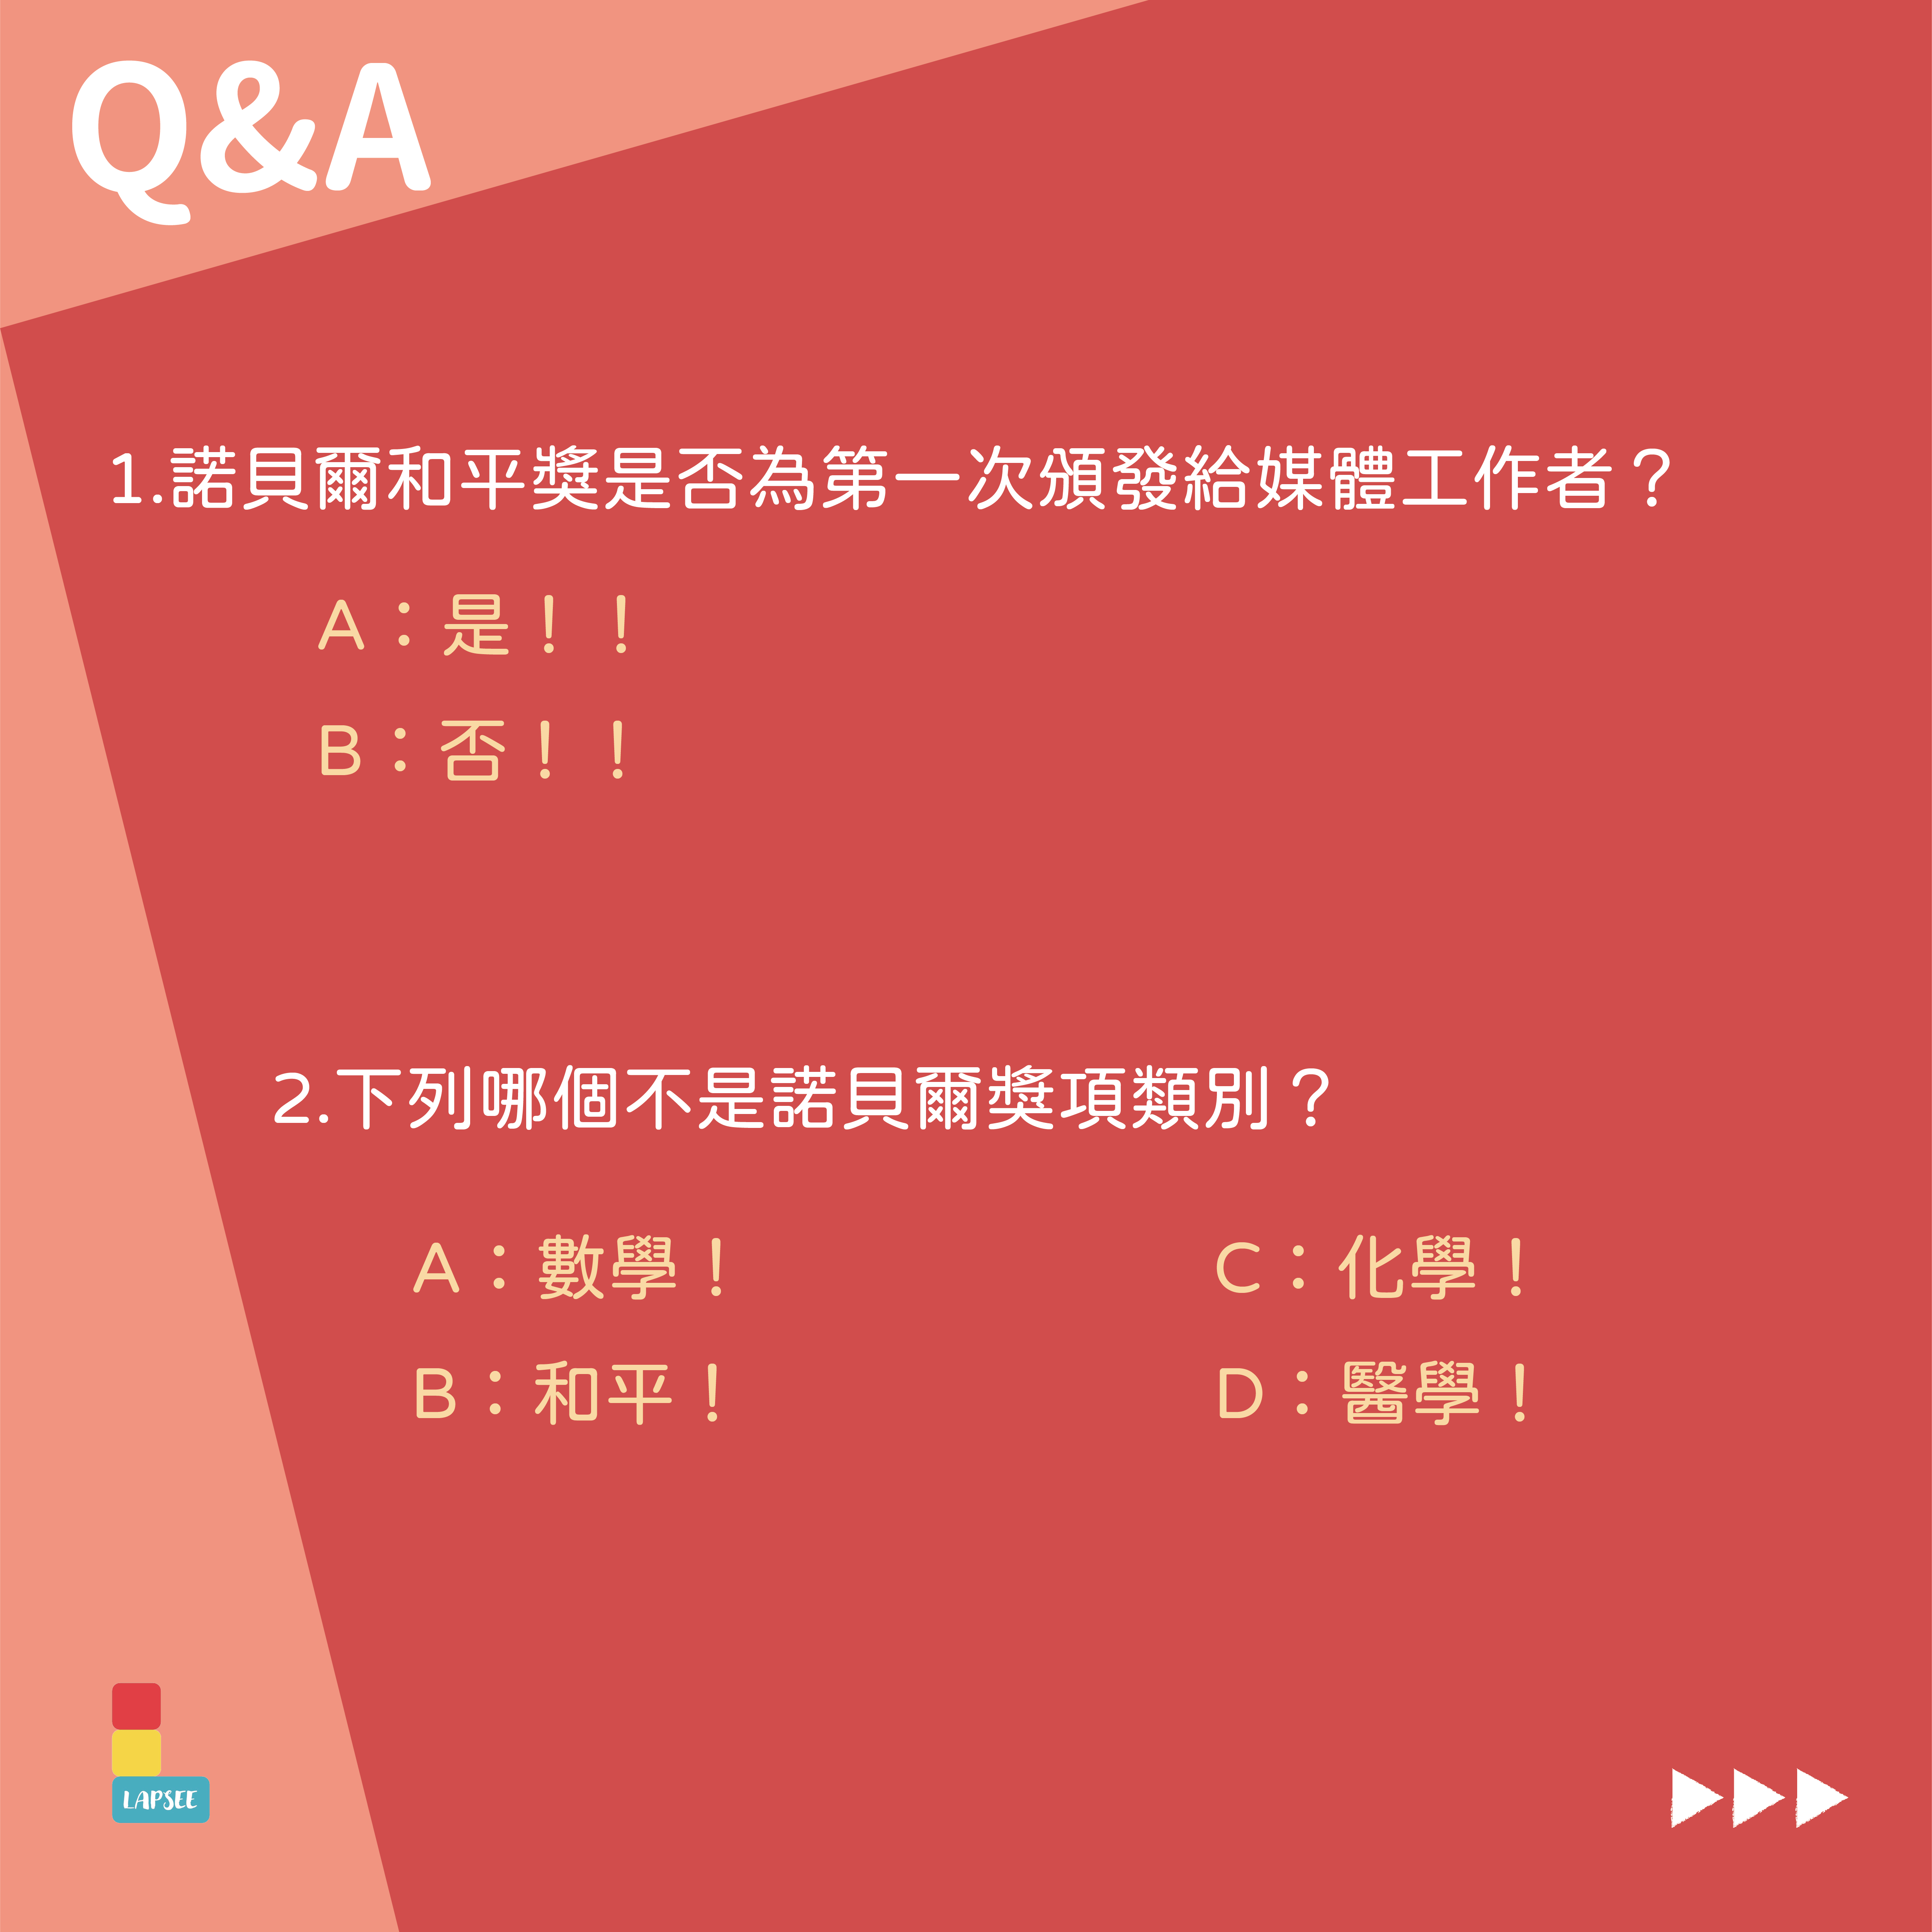 Q&A
1.諾貝爾和平獎是否為第一次頒發給媒體工作者？
A：是！！
B：否！！
2.下列哪個不是諾貝爾獎項類別？
A：數學！
B：和平！
C：化學！
D：醫學！
LAPSEE